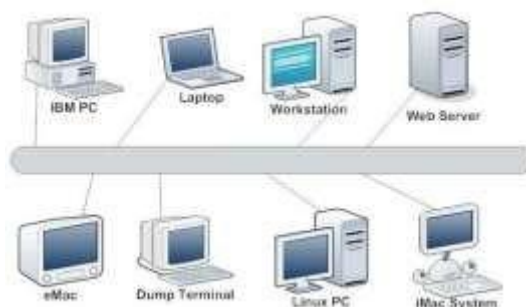 IBM PC
Laptop
Workstation
Web Server
eMac
Dump Terminal
Linux PC
iMac System